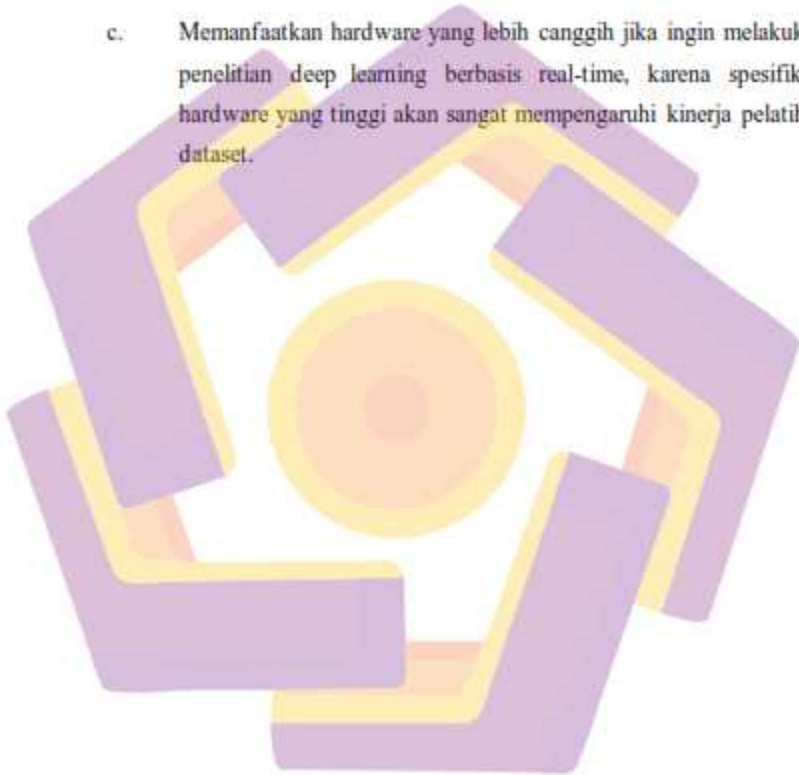 c. Memanfaatkan hardware yang lebih canggih jika ingin melakuk
penelitian deep learning berbasis real-time, karena spesifik
hardware yang tinggi akan sangat mempengaruhi kinerja pelatih
dataset.